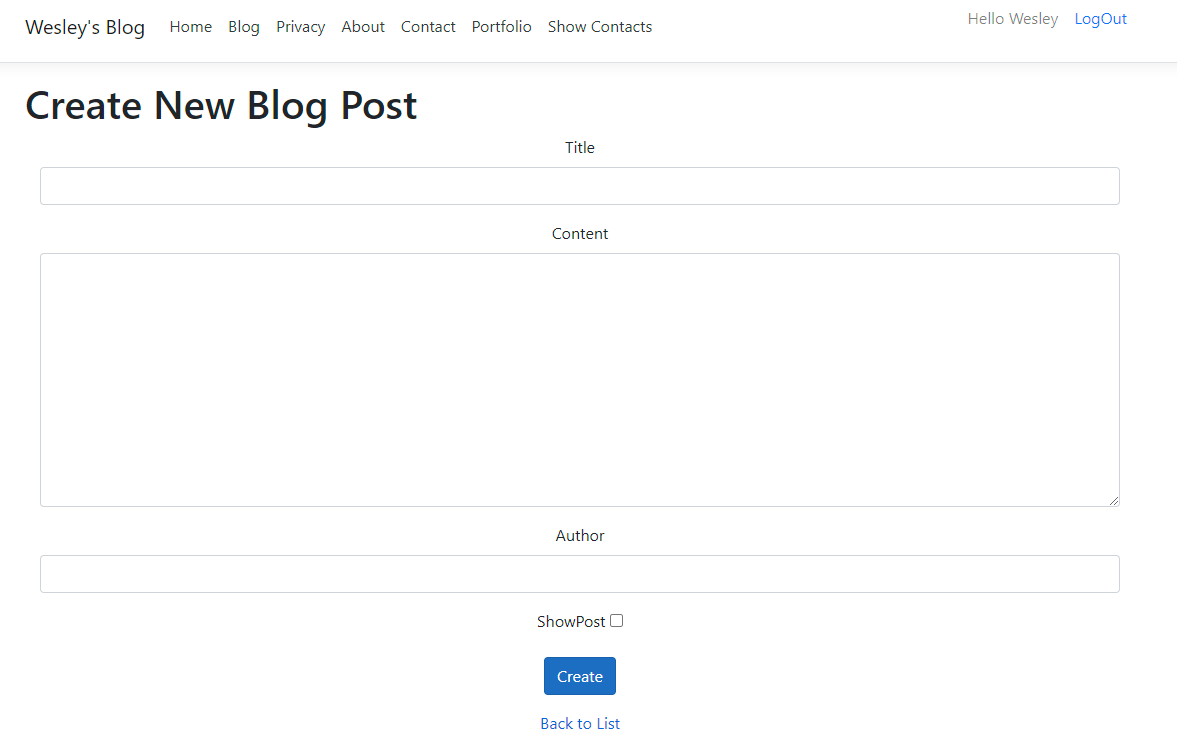 Wesley's Blog Home Blog Privacy About Contact Portfolio Show Contacts Hello Wesley LogOut
Create New Blog Post
Title
Content
Author
ShowPost
Create
Back to List